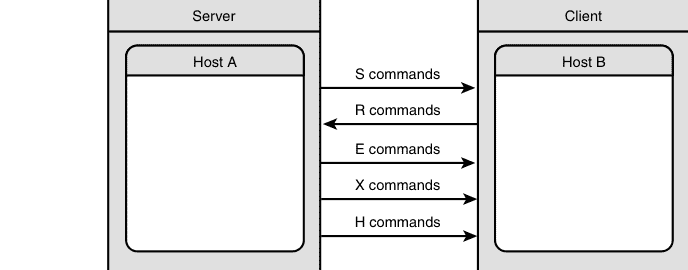 Server
Client
Host A
Host B
S commands
R commands
E commands
X commands
H commands